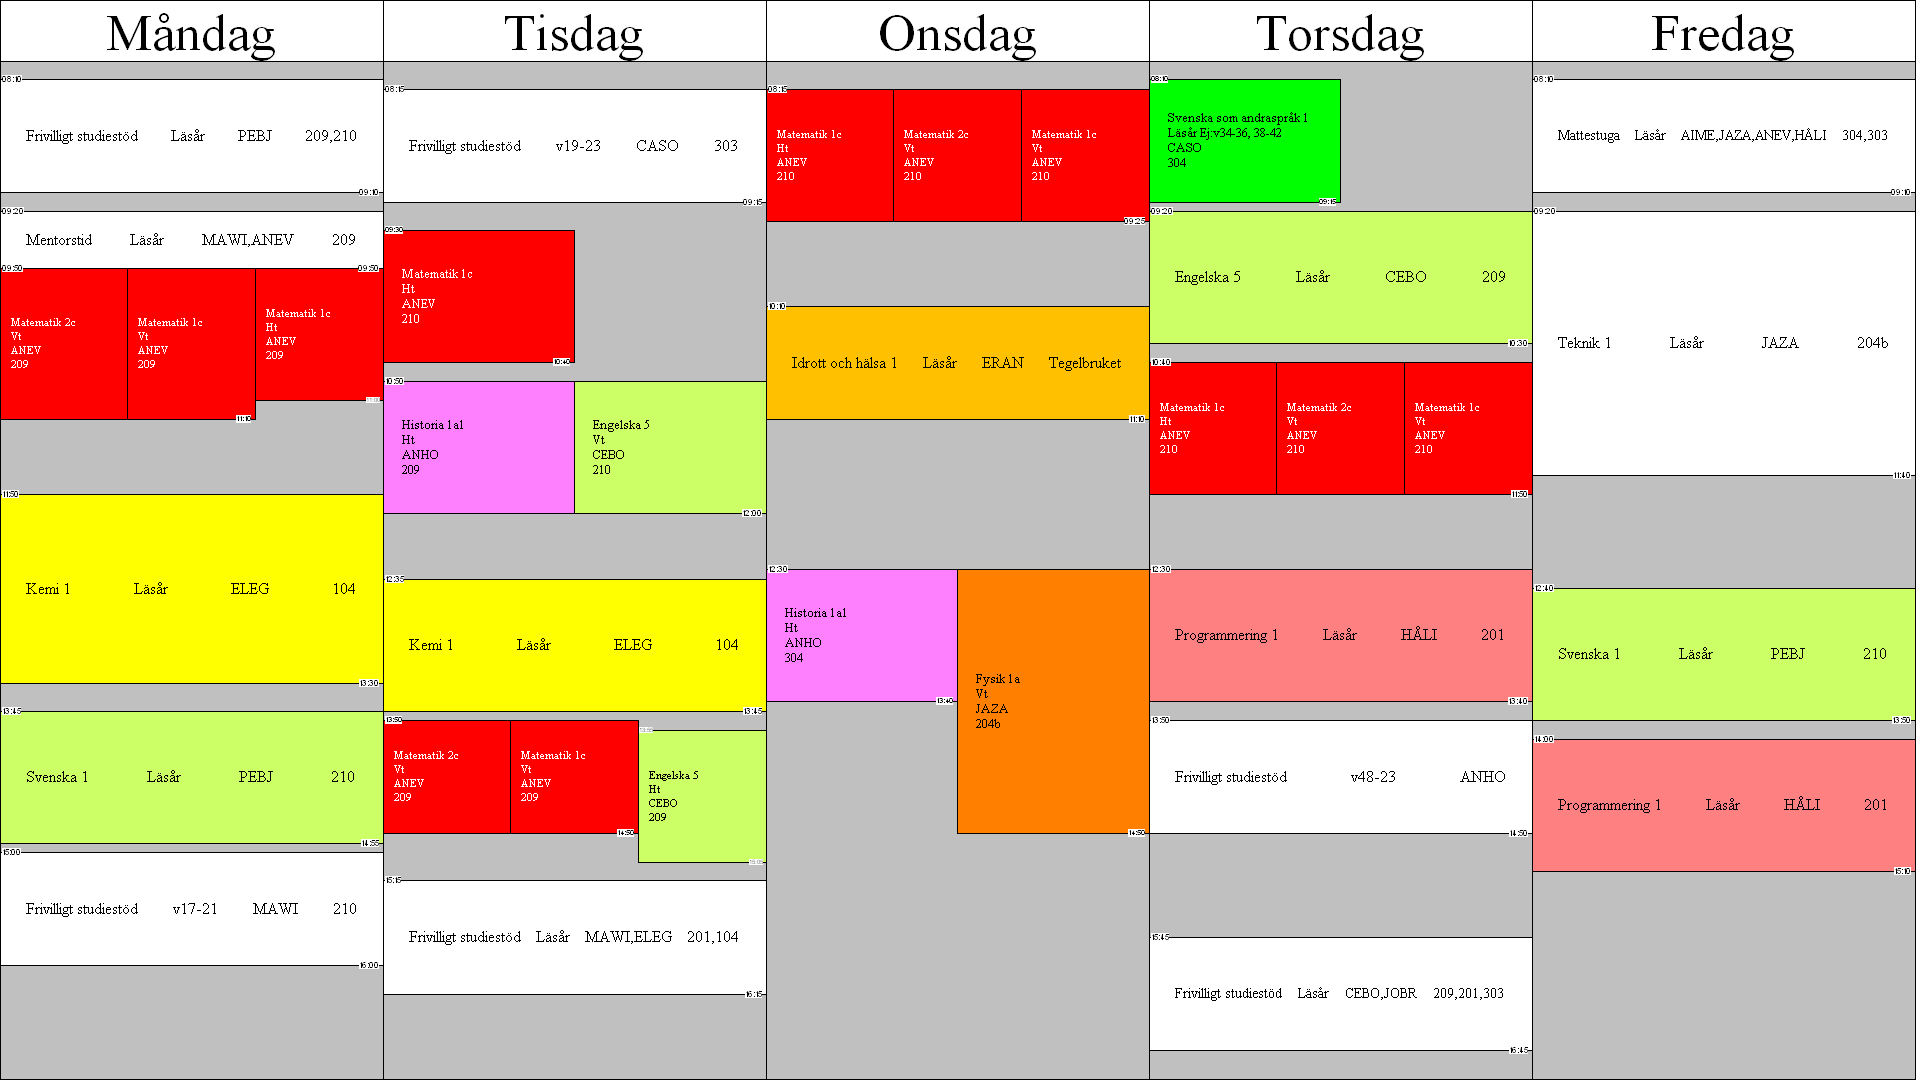 Måndag
08:10
Frivilligt studiestöd Läsår PEBJ 209,210
09:10
09:20
Mentorstid Läsår MAWI,ANEV 209
09:50
09:50
Matematik 2c
Vt
ANEV
209
Matematik 1c
Vt
ANEV
209
11:10
Matematik 1c
Ht
ANEV
209
11:50
Kemi 1 Läsår ELEG 104
13:30
13:45
Svenska 1 Läsår PEBJ 210
14:55
15:00
Frivilligt studiestöd v17-21 MAWI 210
16:00
Tisdag
08:15
Frivilligt studiestöd v19-23 CASO 303
09:15
09:30
Matematik 1c
Ht
ANEV
210
10:40
10:50
Historia 1a1
Ht
ANHO
209
Engelska 5
Vt
CEBO
210
12:00
12:35
Kemi 1 Läsår ELEG 104
13:45
13:50
Matematik 2c
Vt
ANEV
209
Matematik 1c
Vt
ANEV
209
14:50
Engelska 5
Ht
CEBO
209
15:15
Frivilligt studiestöd Läsår MAWI,ELEG 201,104
16:15
Onsdag
08:15
Matematik 1c
Ht
ANEV
210
Matematik 2c
Vt
ANEV
210
Matematik 1c
Vt
ANEV
210
09:25
10:10
Idrott och hälsa 1 Läsår ERAN Tegelbruket
11:10
12:30
Historia 1a1
Ht
ANHO
304
13:40
Fysik 1a
Vt
JAZA
204b
14:50
Torsdag
08:10
Svenska som andraspråk 1
Läsår Ej:v34-36, 38-42
CASO
304
09:15
09:20
Engelska 5 Läsår CEBO 209
10:30
10:40
Matematik 1c
Ht
ANEV
210
Matematik 2c
Vt
ANEV
210
Matematik 1c
Vt
ANEV
210
11:50
12:30
Programmering 1 Läsår HÅLI 201
13:40
13:50
Frivilligt studiestöd v48-23 ANHO
14:50
15:45
Frivilligt studiestöd Läsår CEBO,JOBR 209,201,303
16:45
Fredag
08:10
Mattestuga Läsår AIME,JAZA,ANEV,HÅLI 304,303
09:10
09:20
Teknik 1 Läsår JAZA 204b
11:40
12:40
Svenska 1 Läsår PEBJ 210
13:50
14:00
Programmering 1 Läsår HÅLI 201
15:10